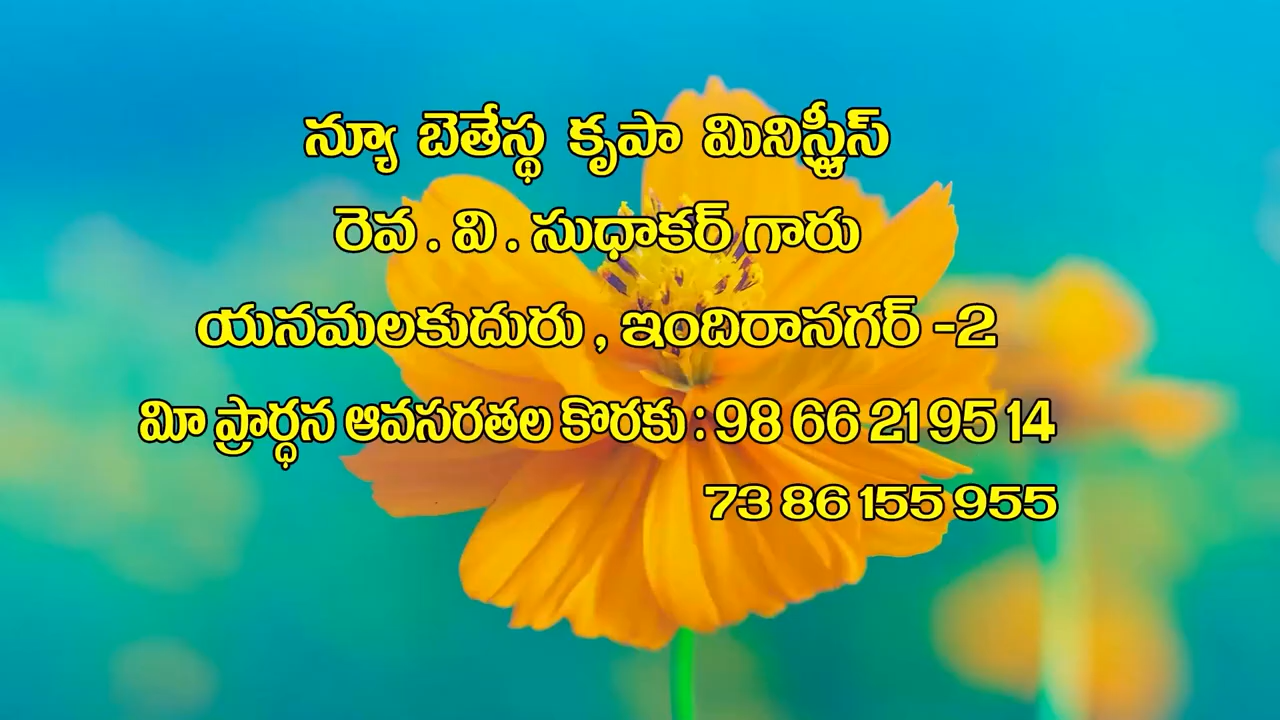 న్యూ బెతేస్థ కృపా మినిస్ట్రీస్
రెవ . వి . సుధాకర్ గారు
యనమలకుదురు , ఇందిరానగర్ -2
మీ ప్రార్ధన ఆవసరతల కొరకు : 98 66 21 95 14
73 86 155 955